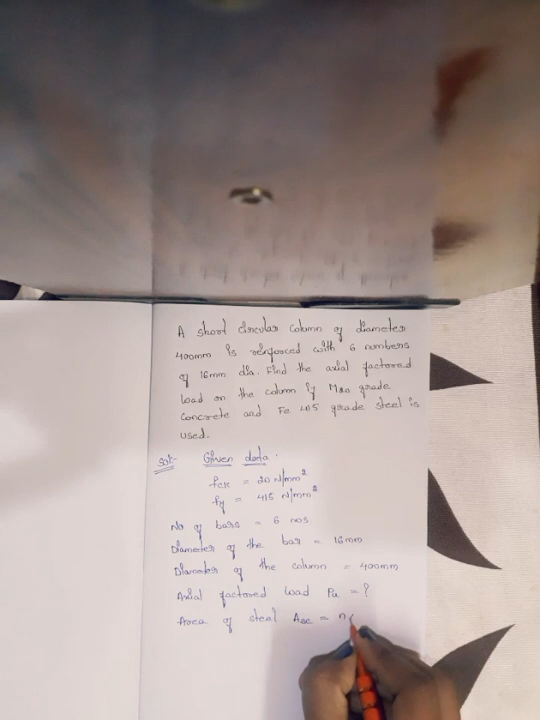 A short circular column of diameter
400mm is reinforced with 6 numbers
of 16mm dia. Find the axial factored
load on the column if M20 grade
concrete and Fe 415 grade steel is
used.
Sol:- Given data.
fck = 20 N/mm²
fy = 415 N/mm²
No of bars = 6 nos
Diameter of the bar = 16mm
Diameter of the column = 400mm
Axial factored load Pu = ?
Area of steel Asc = n